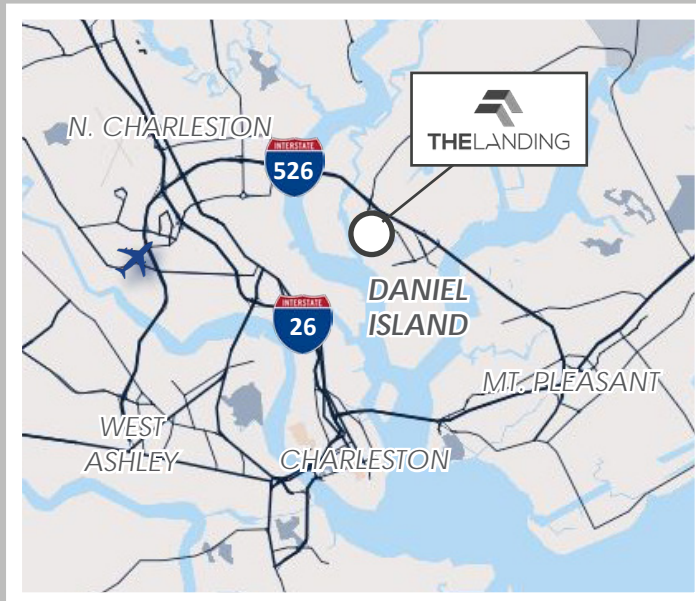 N. CHARLESTON
INTERSTATE
526
THELANDING
DANIEL
ISLAND
INTERSTATE
26
MT. PLEASANT
WEST
ASHLEY
CHARLESTON